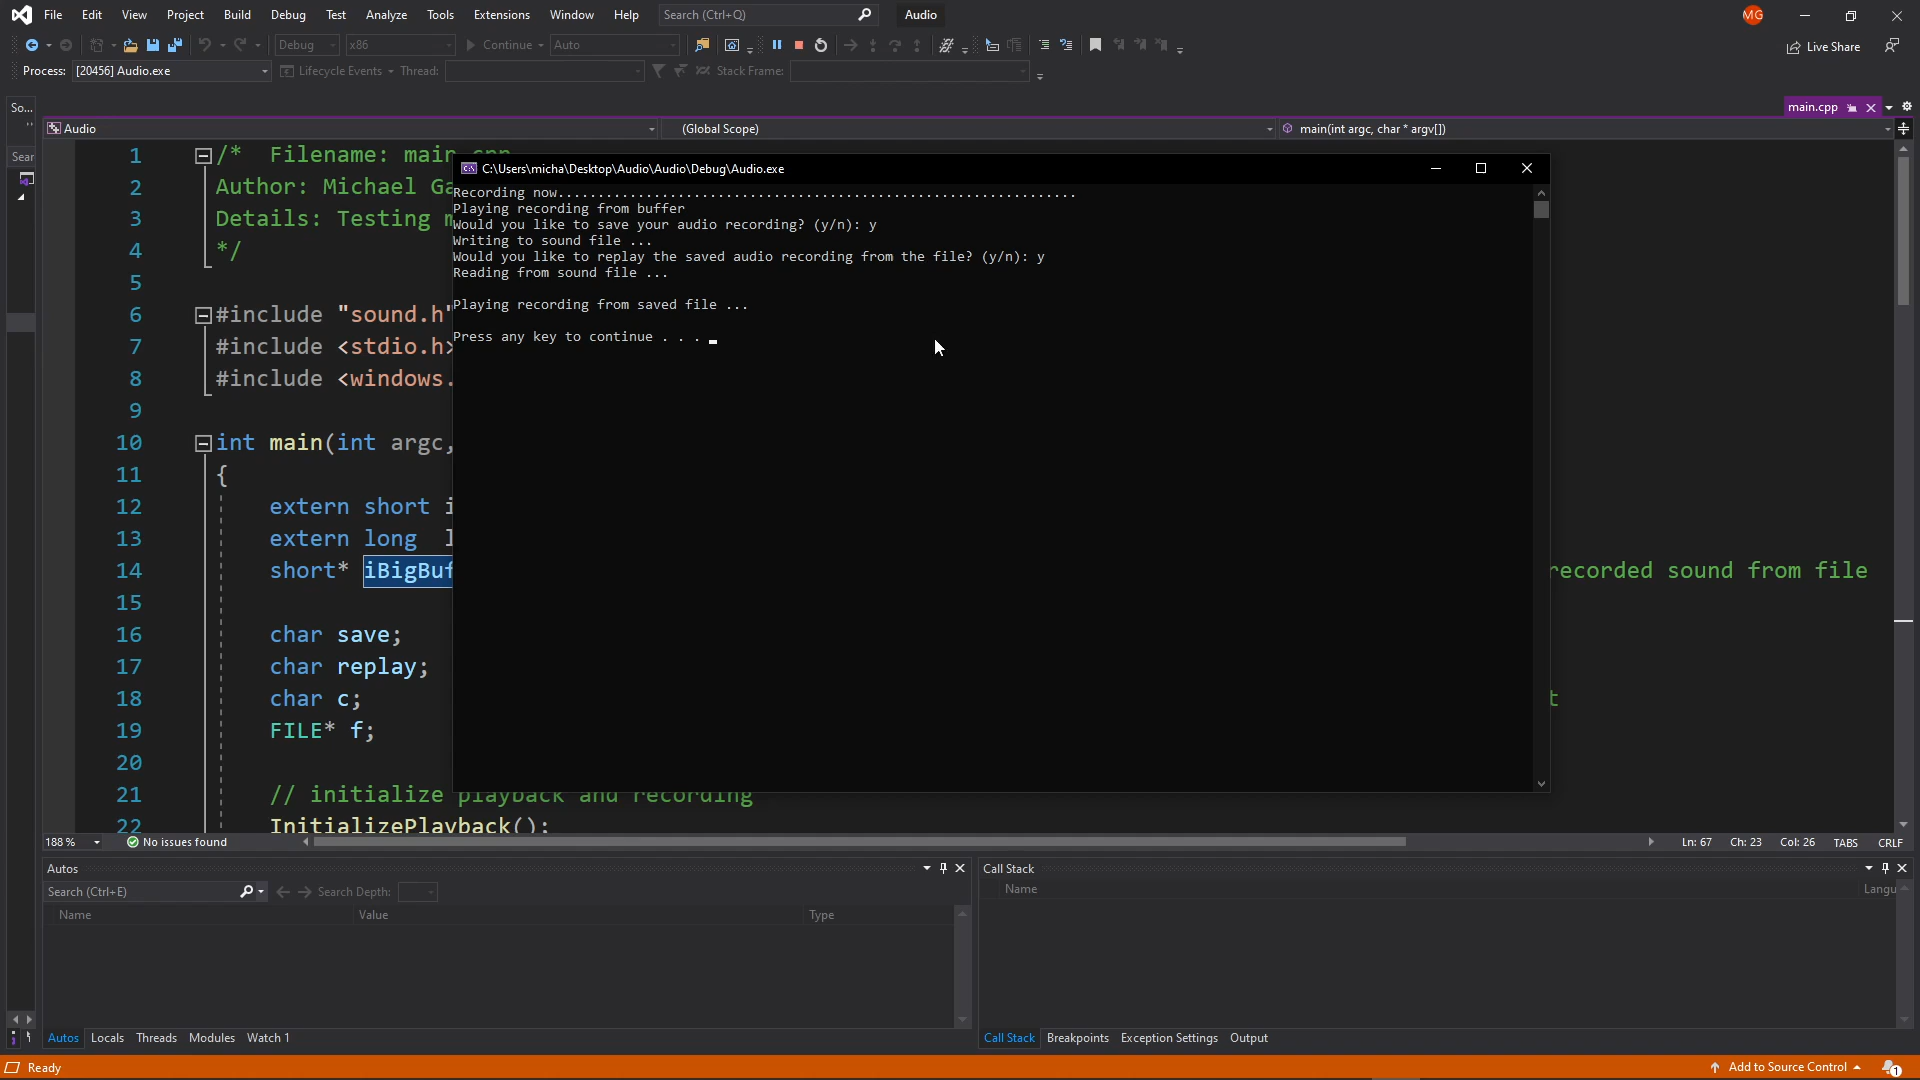 File Edit View Project Build Debug Test Analyze Tools Extensions Window Help Search (Ctrl+Q) Audio MG
Debug x86 Continue Auto Live Share
Process: [20456] Audio.exe Lifecycle Events Thread: Stack Frame:
So...
main.cpp
Audio (Global Scope) main(int argc, char * argv[])
Sear
C:\Users\micha\Desktop\Audio\Audio\Debug\Audio.exe
Recording now.................................................................
Playing recording from buffer
Would you like to save your audio recording? (y/n): y
Writing to sound file ...
Would you like to replay the saved audio recording from the file? (y/n): y
Reading from sound file ...
Playing recording from saved file ...
Press any key to continue . . .
1 /* Filename: main.cpp
2 Author: Michael Ga
3 Details: Testing
4 */
5
6 #include "sound.h"
7 #include <stdio.h>
8 #include <windows.
9
10 int main(int argc,
11 {
12 extern short i
13 extern long l
14 short* iBigBuf recorded sound from file
15
16 char save;
17 char replay;
18 char c; t
19 FILE* f;
20
21 // initialize playback and recording
22 InitializePlayback();
188 % No issues found Ln: 67 Ch: 23 Col: 26 TABS CRLF
Autos
Search (Ctrl+E) Search Depth:
Name Value Type
Call Stack
Name Langu
Autos Locals Threads Modules Watch 1
Call Stack Breakpoints Exception Settings Output
Ready Add to Source Control 1